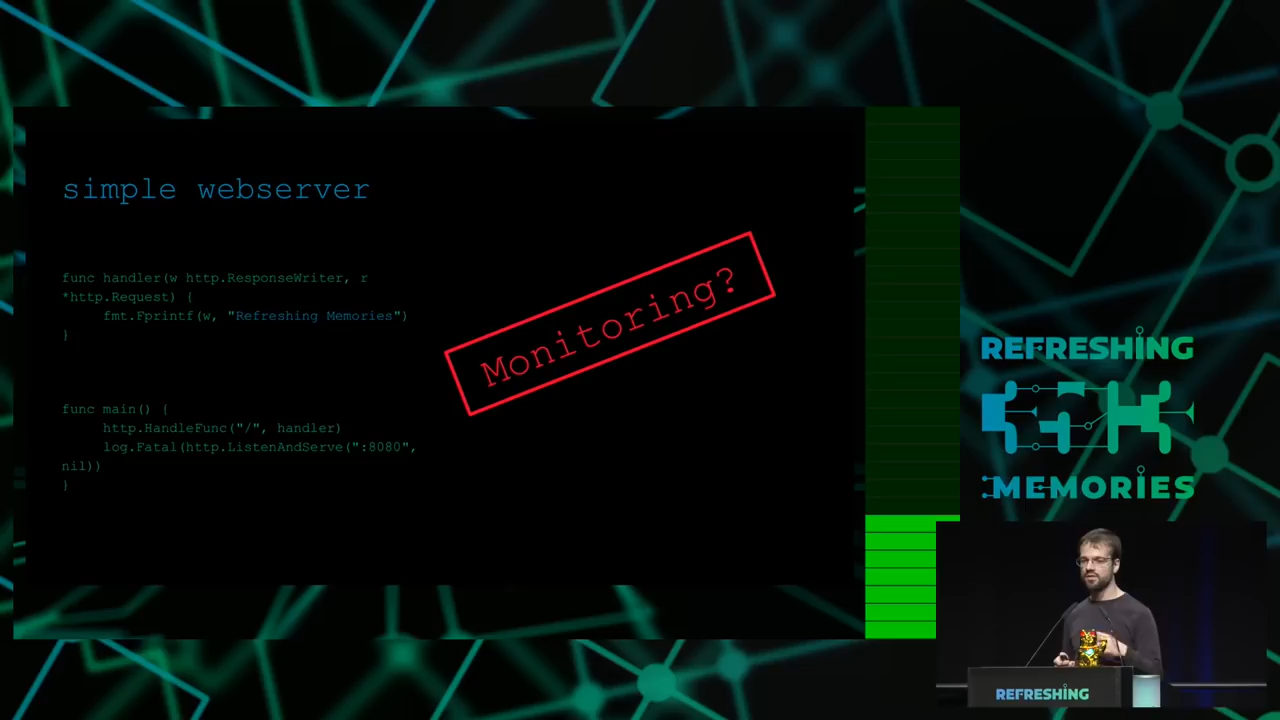 simple webserver
func handler(w http.ResponseWriter, r
*http.Request) {
fmt.Fprintf(w, "Refreshing Memories")
}
func main() {
http.HandleFunc("/", handler)
log.Fatal(http.ListenAndServe(":8080",
nil))
}
Monitoring?
REFRESHING
MEMORIES
REFRESHING